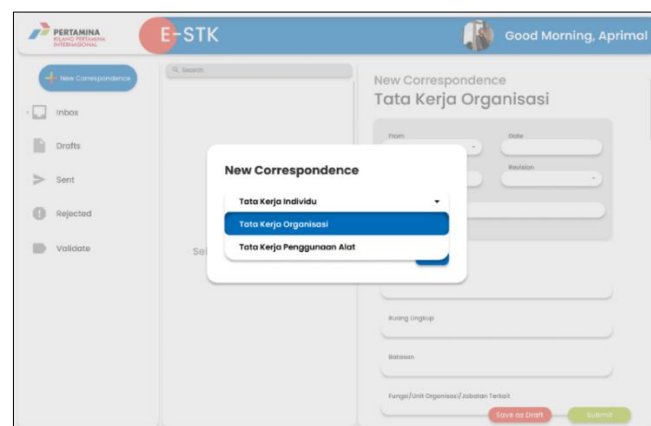 PERTAMINA
KILANG PERTAMINA
INTERNASIONAL
E-STK
Good Morning, Aprimal
New Correspondence
Inbox
Drafts
Sent
Rejected
Validate
Search
Sel
New Correspondence
Tata Kerja Organisasi
From
Date
Revision
New Correspondence
Tata Kerja Individu
Tata Kerja Organisasi
Tata Kerja Penggunaan Alat
Ruang Lingkup
Batasan
Fungsi/Unit Organisasi/Jabatan Terkait
Save as Draft
Submit